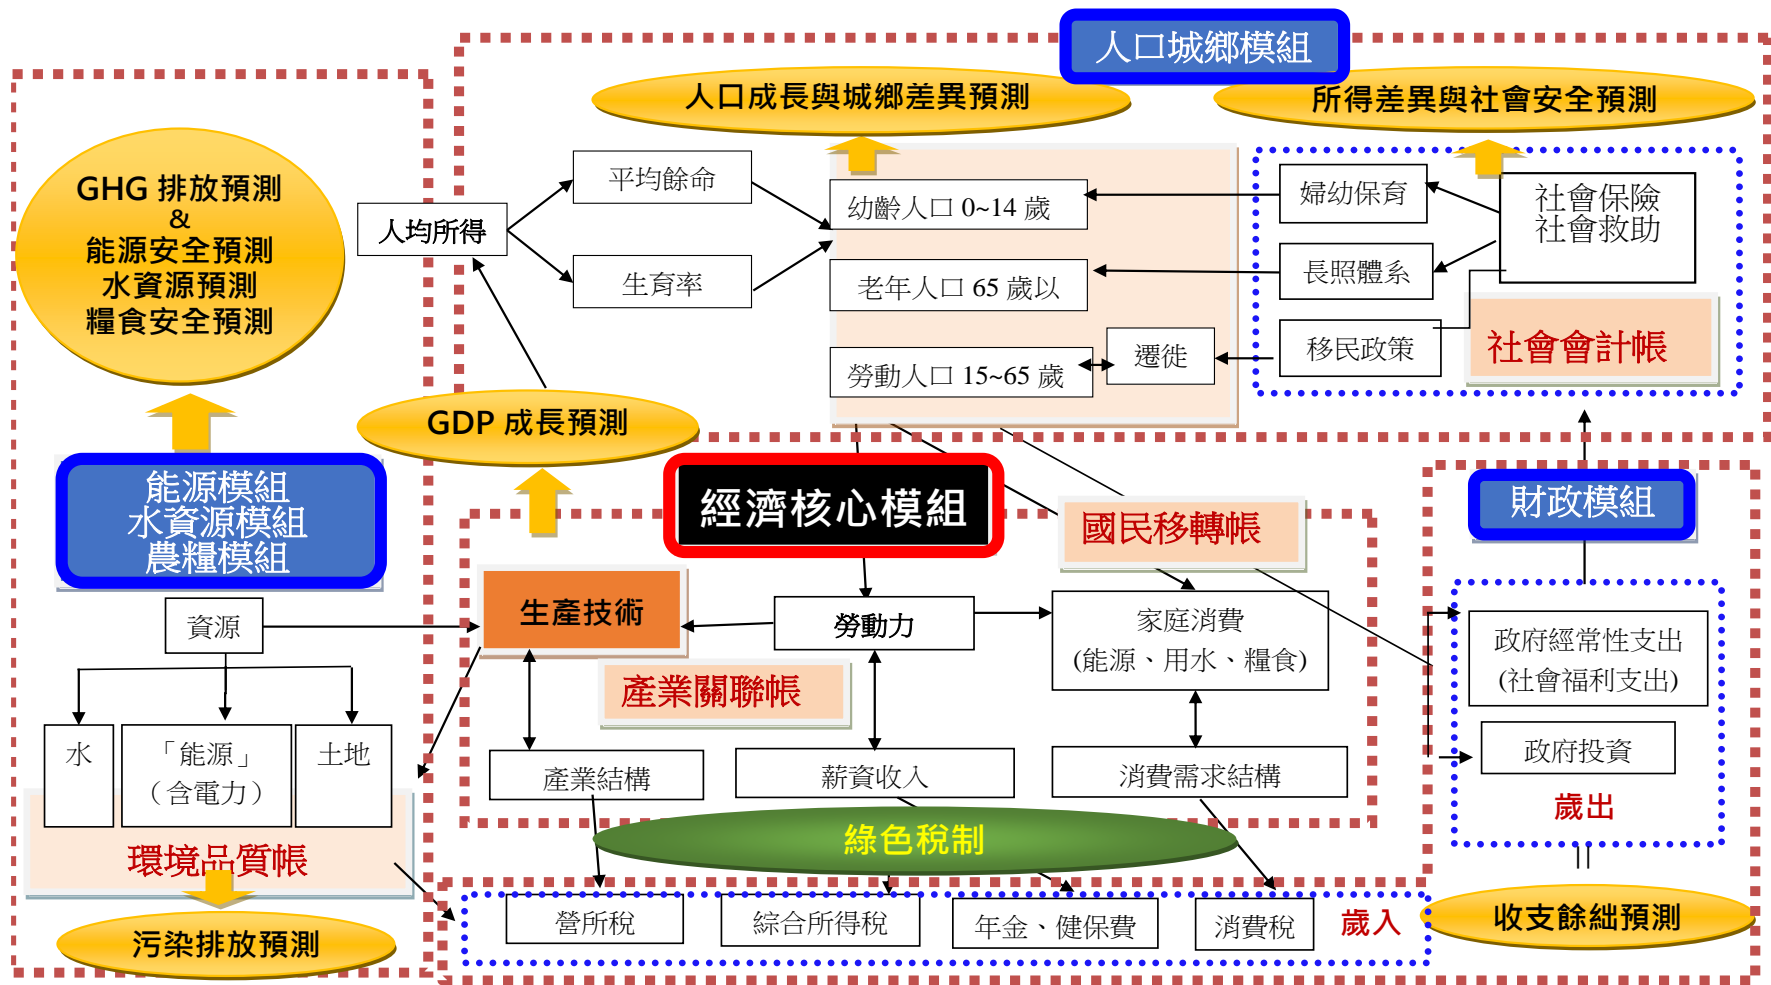 人口城鄉模組
人口成長與城鄉差異預測
所得差異與社會安全預測
GHG 排放預測
&
能源安全預測
水資源預測
糧食安全預測
人均所得
平均餘命
生育率
幼齡人口 0~14 歲
老年人口 65 歲以
勞動人口 15~65 歲
遷徙
婦幼保育
長照體系
移民政策
社會保險
社會救助
社會會計帳
GDP 成長預測
能源模組
水資源模組
農糧模組
經濟核心模組
國民移轉帳
財政模組
資源
生產技術
勞動力
家庭消費
(能源、用水、糧食)
政府經常性支出
(社會福利支出)
產業關聯帳
水
「能源」
（含電力）
土地
產業結構
薪資收入
消費需求結構
政府投資
歲出
環境品質帳
綠色稅制
污染排放預測
營所稅
綜合所得稅
年金、健保費
消費稅
歲入
收支餘絀預測